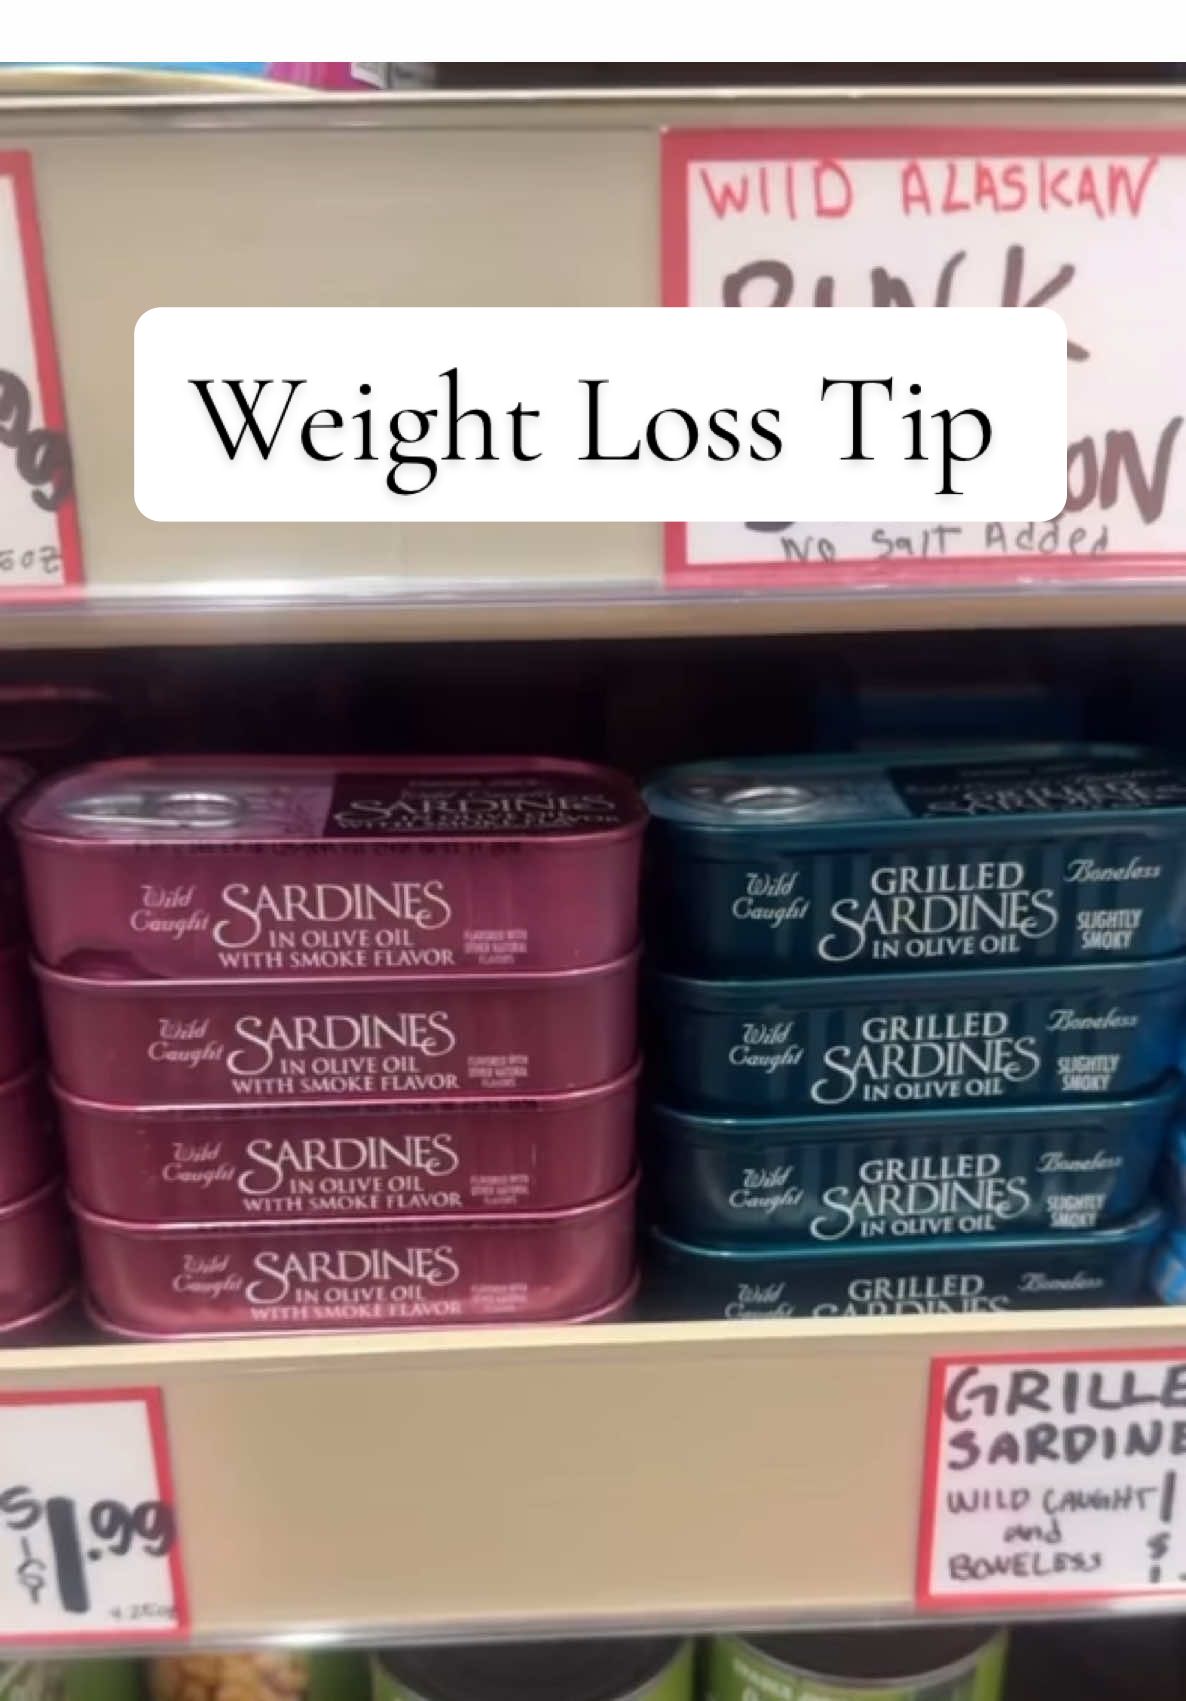 WIIID ALASKAN
No Salt Added
Weight Loss Tip
SARDINES
Wild Caught
SARDINES
IN OLIVE OIL
WITH SMOKE FLAVOR
Wild Caught
SARDINES
IN OLIVE OIL
WITH SMOKE FLAVOR
Wild Caught
SARDINES
IN OLIVE OIL
WITH SMOKE FLAVOR
Wild Caught
SARDINES
IN OLIVE OIL
WITH SMOKE FLAVOR
Wild Caught
GRILLED
SARDINES
IN OLIVE OIL
Boneless
SLIGHTLY
SMOKY
Wild Caught
GRILLED
SARDINES
IN OLIVE OIL
Boneless
SLIGHTLY
SMOKY
Wild Caught
GRILLED
SARDINES
IN OLIVE OIL
Boneless
SLIGHTLY
SMOKY
Wild
GRILLED
SARDINES
Boneless
$1.99
GRILLE
SARDINE
WILD CAUGHT
and
BONELESS